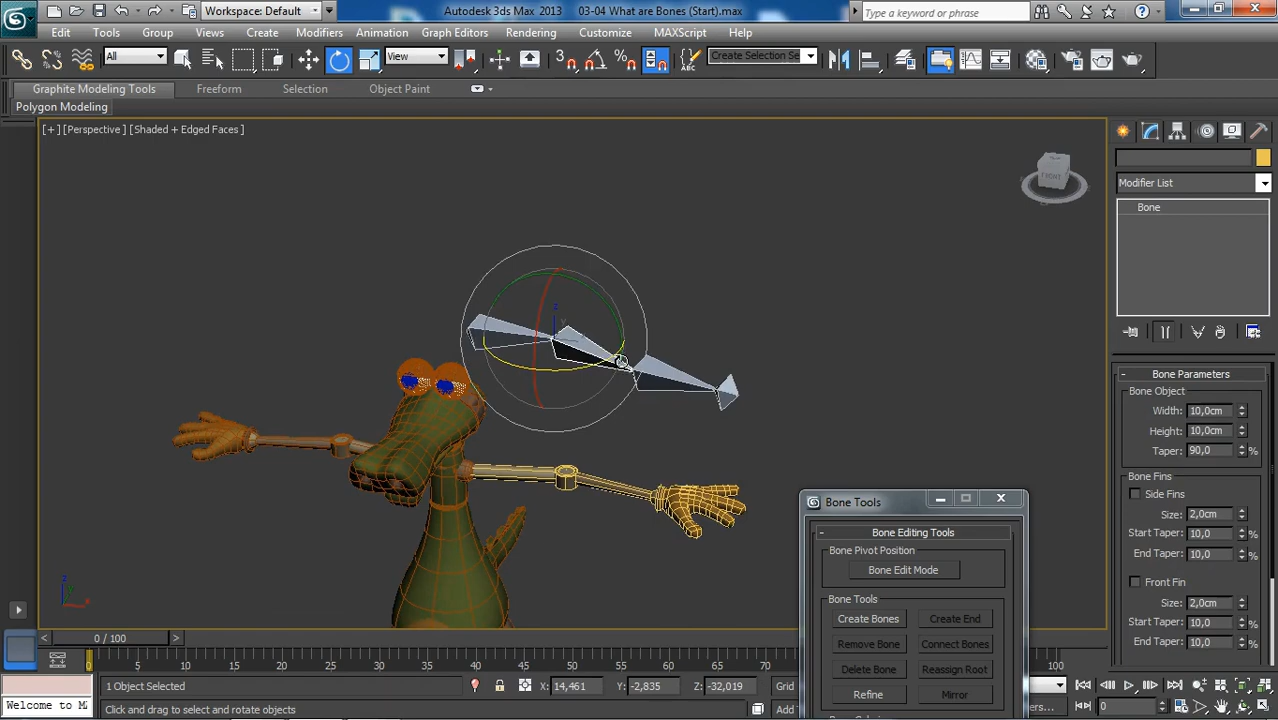 Workspace: Default
Autodesk 3ds Max 2013
03-04 What are Bones (Start).max
Type a keyword or phrase
Edit Tools Group Views Create Modifiers Animation Graph Editors Rendering Customize MAXScript Help
All
View
Create Selection Se
Graphite Modeling Tools Freeform Selection Object Paint
Polygon Modeling
[+] [Perspective] [Shaded + Edged Faces]
Modifier List
Bone
Bone Parameters
Bone Object
Width: 10,0cm
Height: 10,0cm
Taper: 90,0 %
Bone Fins
Side Fins
Size: 2,0cm
Start Taper: 10,0 %
End Taper: 10,0 %
Front Fin
Size: 2,0cm
Start Taper: 10,0 %
End Taper: 10,0 %
Bone Tools
Bone Editing Tools
Bone Pivot Position
Bone Edit Mode
Bone Tools
Create Bones Create End
Remove Bone Connect Bones
Delete Bone Reassign Root
Refine Mirror
0 / 100
0 5 10 15 20 25 30 35 40 45 50 55 60 65 70 100
1 Object Selected
X: 14,461 Y: -2,835 Z: -32,019 Grid
Welcome to M
Click and drag to select and rotate objects
Add
ers...
0